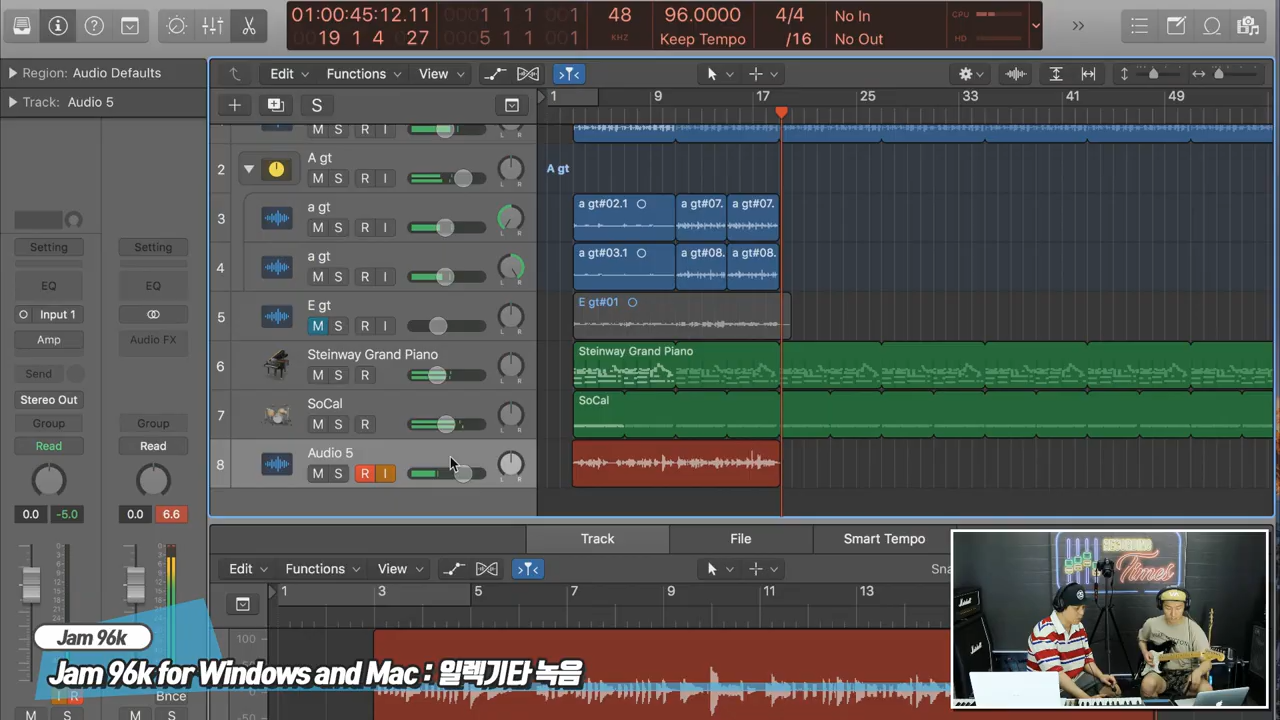 01:00:45:12.11
19 1 4 27
0001 1 1 001
0005 1 1 001
48
KHZ
96.0000
Keep Tempo
4/4
/16
No In
No Out
CPU
HD
Region: Audio Defaults
Track: Audio 5
Edit
Functions
View
S
1
9
17
25
33
41
49
M S R I
2
A gt
M S R I
L R
A gt
3
a gt
M S R I
L R
a gt#02.1
a gt#07.
a gt#07.
4
a gt
M S R I
L R
a gt#03.1
a gt#08.
a gt#08.
5
E gt
M S R I
L R
E gt#01
6
Steinway Grand Piano
M S R
L R
Steinway Grand Piano
7
SoCal
M S R
L R
SoCal
8
Audio 5
M S R I
L R
Setting
Setting
EQ
EQ
Input 1
Amp
Audio FX
Send
Stereo Out
Group
Group
Read
Read
0.0
-5.0
0.0
6.6
Track
File
Smart Tempo
Edit
Functions
View
Sna
1
3
5
7
9
11
13
100
-50
I R
Bnce
M S
M S
Times
Marshall
Jam 96k
Jam 96k for Windows and Mac : 일렉기타 녹음